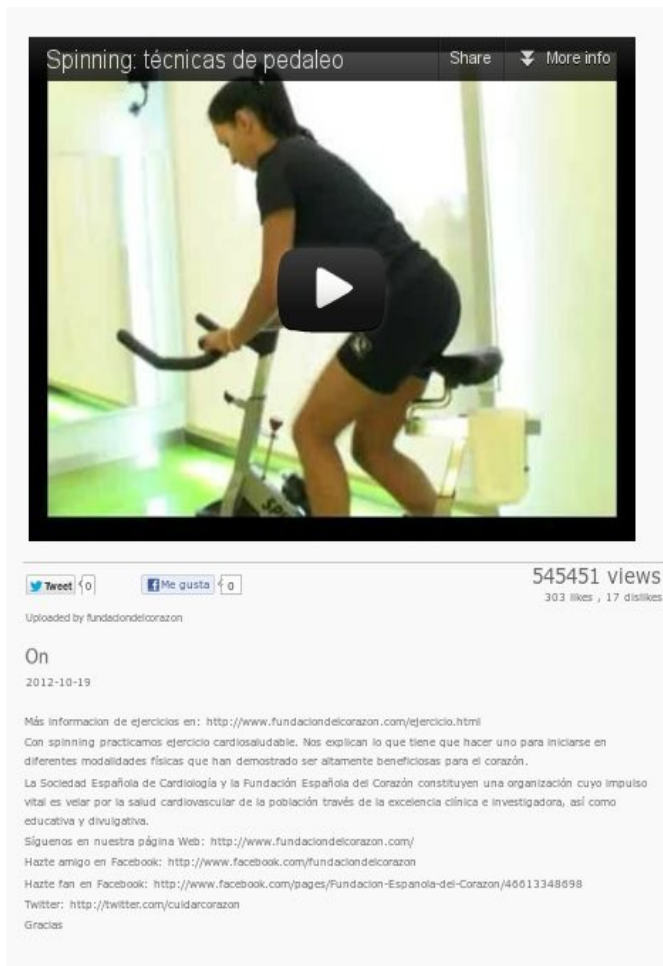 Spinning: técnicas de pedaleo
Share
More info
Tweet
0
Me gusta
0
545451 views
303 likes , 17 dislikes
Uploaded by fundaciondelcorazon
On
2012-10-19
Más informacion de ejercicios en: http://www.fundaciondelcorazon.com/ejercicio.html
Con spinning practicamos ejercicio cardiosaludable. Nos explican lo que tiene que hacer uno para iniciarse en
diferentes modalidades físicas que han demostrado ser altamente beneficiosas para el corazón.
La Sociedad Española de Cardiología y la Fundación Española del Corazón constituyen una organización cuyo impulso
vital es velar por la salud cardiovascular de la población través de la excelencia clínica e investigadora, así como
educativa y divulgativa.
Síguenos en nuestra página Web: http://www.fundaciondelcorazon.com/
Hazte amigo en Facebook: http://www.facebook.com/fundaciondelcorazon
Hazte fan en Facebook: http://www.facebook.com/pages/Fundacion-Espanola-del-Corazon/46613348698
Twitter: http://twitter.com/cuidarcorazon
Gracias